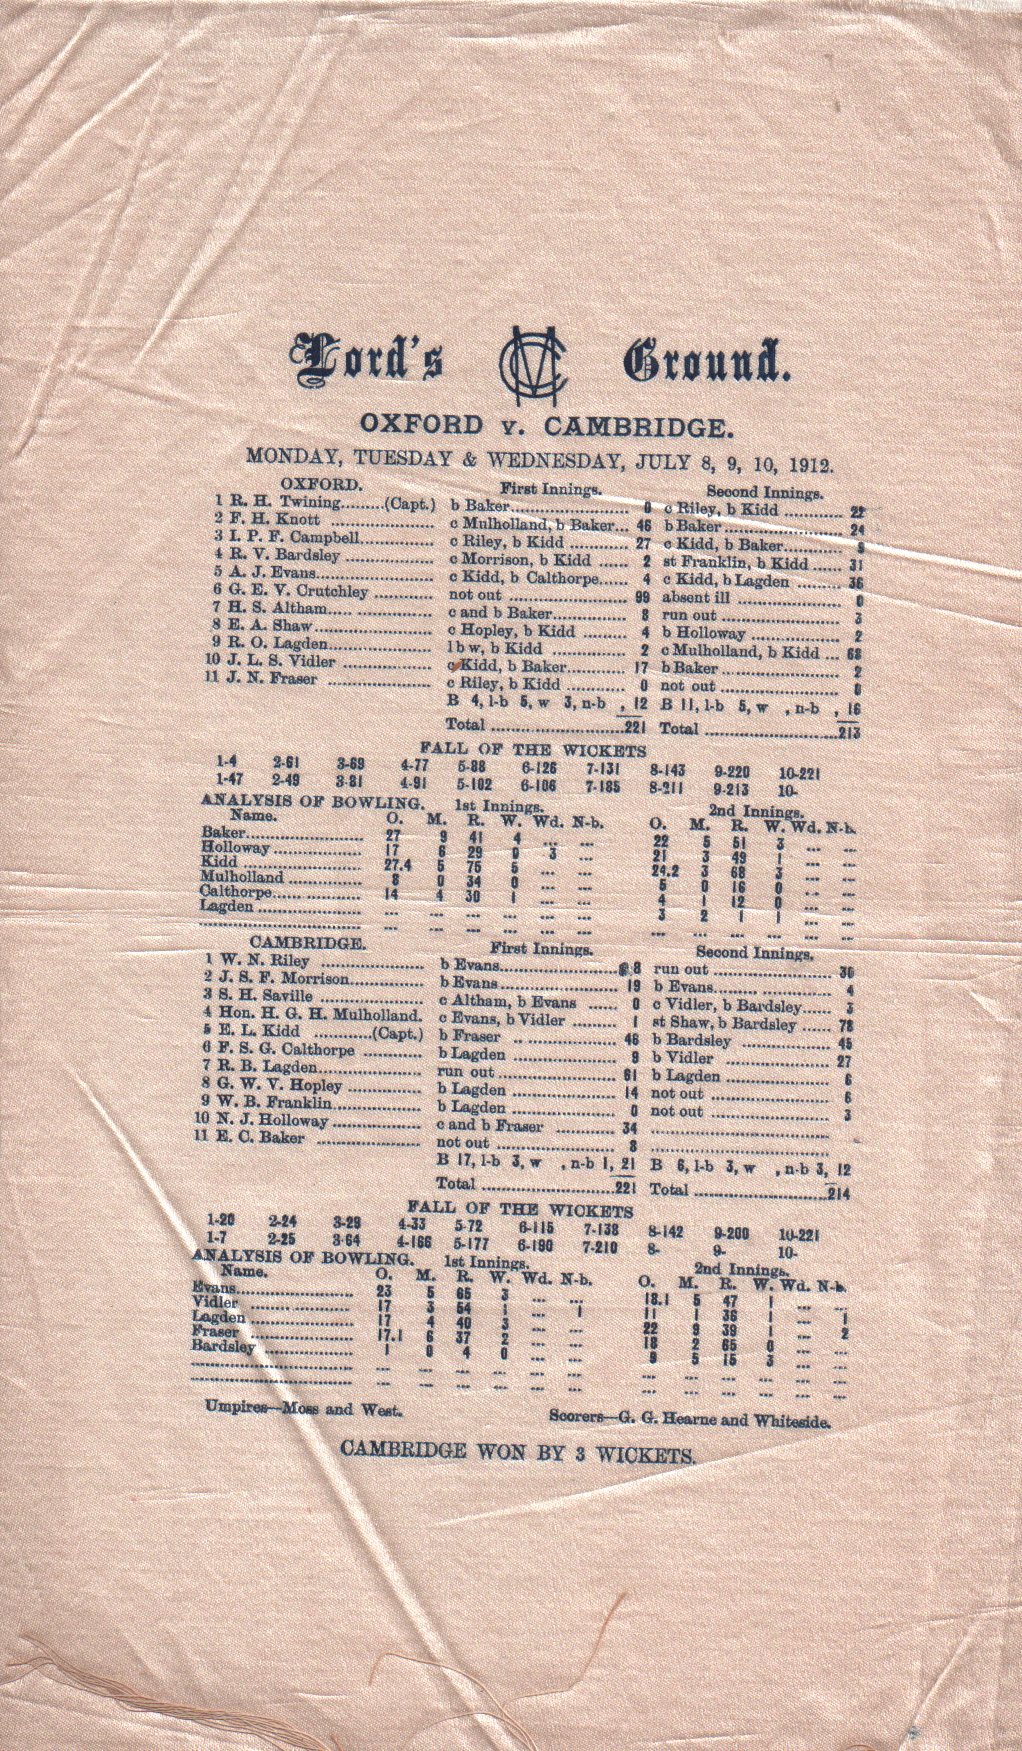 Lord's MCC Ground.
OXFORD v. CAMBRIDGE.
MONDAY, TUESDAY & WEDNESDAY, JULY 8, 9, 10, 1912.
OXFORD. First Innings. Second Innings.
1 R. H. Twining........(Capt.) b Baker........................... 0 c Riley, b Kidd ............ 22
2 F. H. Knott ..................... c Mulholland, b Baker... 46 b Baker ........................ 24
3 I. P. F. Campbell............... c Riley, b Kidd ............ 27 c Kidd, b Baker............
4 R. V. Bardsley .................. c Morrison, b Kidd ...... 2 st Franklin, b Kidd ...... 31
5 A. J. Evans........................ c Kidd, b Calthorpe...... 4 c Kidd, b Lagden ......... 36
6 G. E. V. Crutchley ............ not out ........................ 99 absent ill ..................... 0
7 H. S. Altham..... ............... c and b Baker............... 8 run out ........................ 3
8 E. A. Shaw........................ c Hopley, b Kidd ......... 4 b Holloway .................. 2
9 R. O. Lagden..................... l b w, b Kidd ............... 2 c Mulholland, b Kidd ... 68
10 J. L. S. Vidler .................. c Kidd, b Baker............ 17 b Baker ........................ 2
11 J. N. Fraser ..................... c Riley, b Kidd ............ 0 not out ........................ 0
B 4, l-b 5, w 3, n-b , 12 B 11, l-b 5, w , n-b , 16
Total ...........................221 Total ...........................213
FALL OF THE WICKETS
1-4 2-61 3-69 4-77 5-88 6-126 7-131 8-143 9-220 10-221
1-47 2-49 3-81 4-91 5-102 6-106 7-185 8-211 9-213 10-
ANALYSIS OF BOWLING. 1st Innings. 2nd Innings.
Name. O. M. R. W. Wd. N-b. O. M. R. W. Wd. N-b.
Baker........................ 27 9 41 4 ... ... 22 5 51 3 ... ...
Holloway .................. 17 6 29 0 3 ... 21 3 49 1 ... ...
Kidd ........................ 27.4 5 75 5 ... ... 24.2 3 68 3 ... ...
Mulholland ............... 8 0 34 0 ... ... 5 0 16 0 ... ...
Calthorpe.................. 14 4 30 1 ... ... 4 1 12 0 ... ...
Lagden ..................... ... ... ... ... ... ... 3 2 1 1 ... ...
................................. ... ... ... ... ... ... ... ... ... ... ... ...
CAMBRIDGE. First Innings. Second Innings.
1 W. N. Riley ..................... b Evans........................ 8 run out ........................ 30
2 J. S. F. Morrison............... b Evans........................ 19 b Evans........ ............... 4
3 S. H. Saville ..................... c Altham, b Evans ...... 0 c Vidler, b Bardsley...... 3
4 Hon. H. G. H. Mulholland. c Evans, b Vidler ......... 1 st Shaw, b Bardsley ...... 78
5 E. L. Kidd ............(Capt.) b Fraser .. .................. 46 b Bardsley .................. 45
6 F. S. G. Calthorpe ............ b Lagden ..................... 9 b Vidler ..................... 27
7 R. B. Lagden..................... run out........................ 61 b Lagden ..................... 6
8 G. W. V. Hopley ............... b Lagden ..................... 14 not out ........................ 6
9 W. B. Franklin.................. b Lagden ..................... 0 not out ........................ 3
10 N. J. Holloway .................. c and b Fraser ............ 34 .................................
11 E. C. Baker ..................... not out ........................ 8 .................................
B 17, l-b 3, w , n-b 1, 21 B 6, l-b 3, w , n-b 3, 12
Total ...........................221 Total ...........................214
FALL OF THE WICKETS
1-20 2-24 3-29 4-33 5-72 6-115 7-138 8-142 9-200 10-221
1-7 2-25 3-64 4-166 5-177 6-190 7-210 8- 9- 10-
ANALYSIS OF BOWLING. 1st Innings. 2nd Innings.
Name. O. M. R. W. Wd. N-b. O. M. R. W. Wd. N-b.
Evans........................ 23 5 65 3 ... ... 18.1 5 47 1 ... ...
Vidler ..................... 17 3 54 1 ... 1 11 1 36 1 ... 1
Lagden ..................... 17 4 40 3 ... ... 22 9 39 1 ... 2
Fraser ..................... 17.1 6 37 2 ... ... 18 2 65 0 ... ...
Bardsley .................. 1 0 4 0 ... ... 9 5 15 3 ... ...
................................. ... ... ... ... ... ... ... ... ... ... ... ...
................................. ... ... ... ... ... ... ... ... ... ... ... ...
Umpires—Moss and West. Scorers—G. G. Hearne and Whiteside.
CAMBRIDGE WON BY 3 WICKETS.